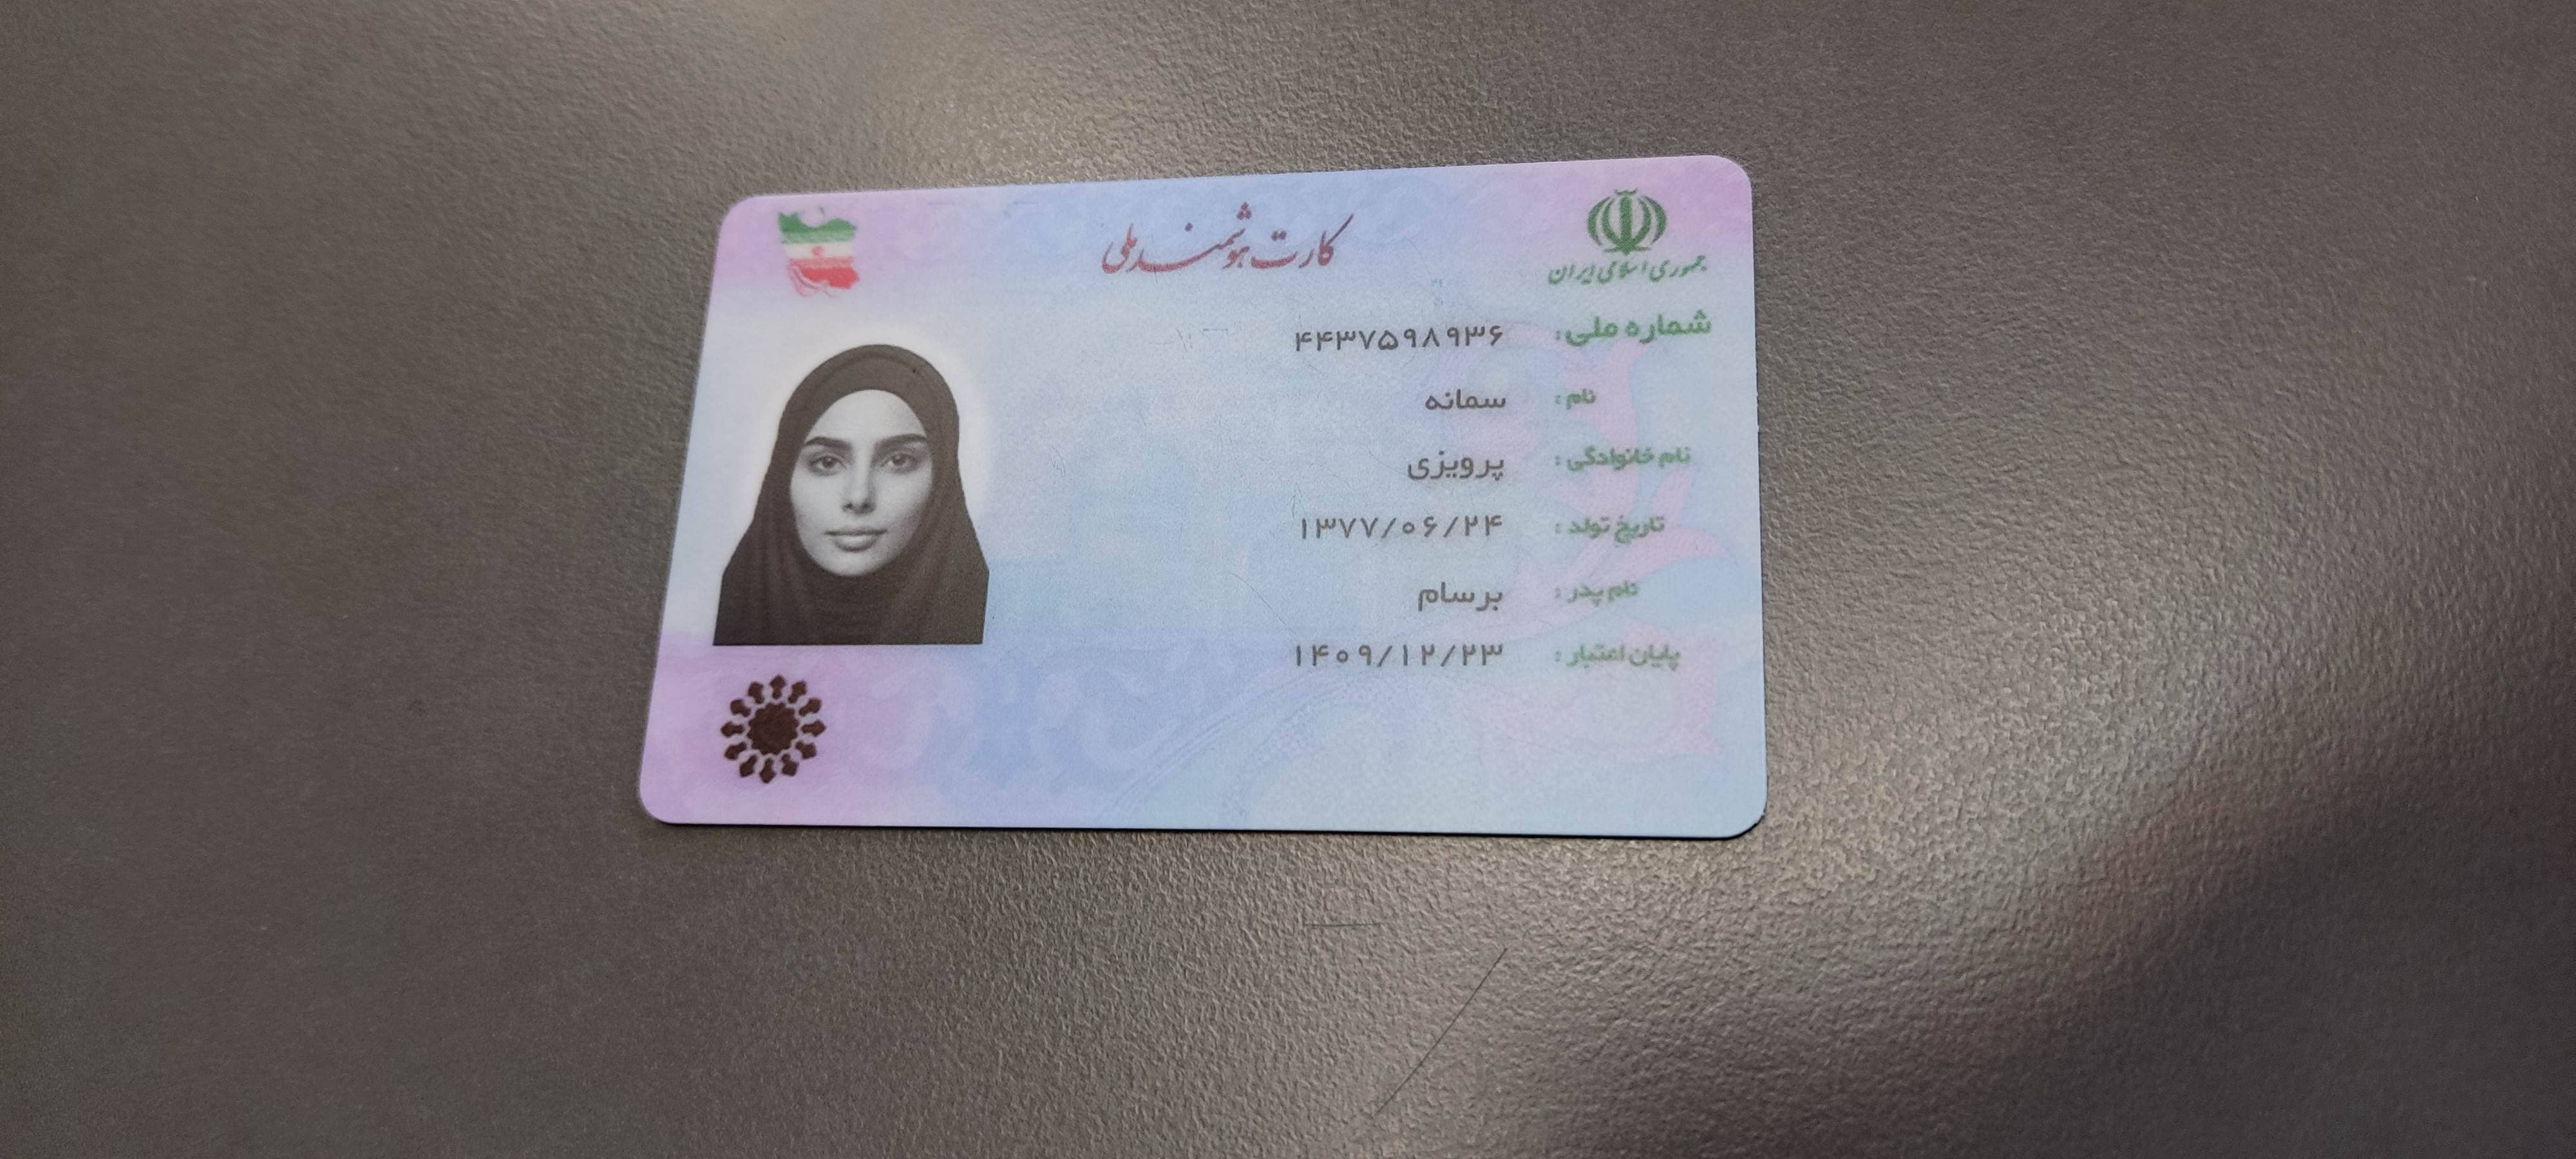 جمهوری اسلامی ایران
کارت هوشمند ملی
شماره ملی: ۴۴۳۷۵۹۸۹۳۶
نام: سمانه
نام خانوادگی: پرویزی
تاریخ تولد: ۱۳۷۷/۰۶/۲۴
نام پدر: برسام
پایان اعتبار: ۱۴۰۹/۱۲/۲۳